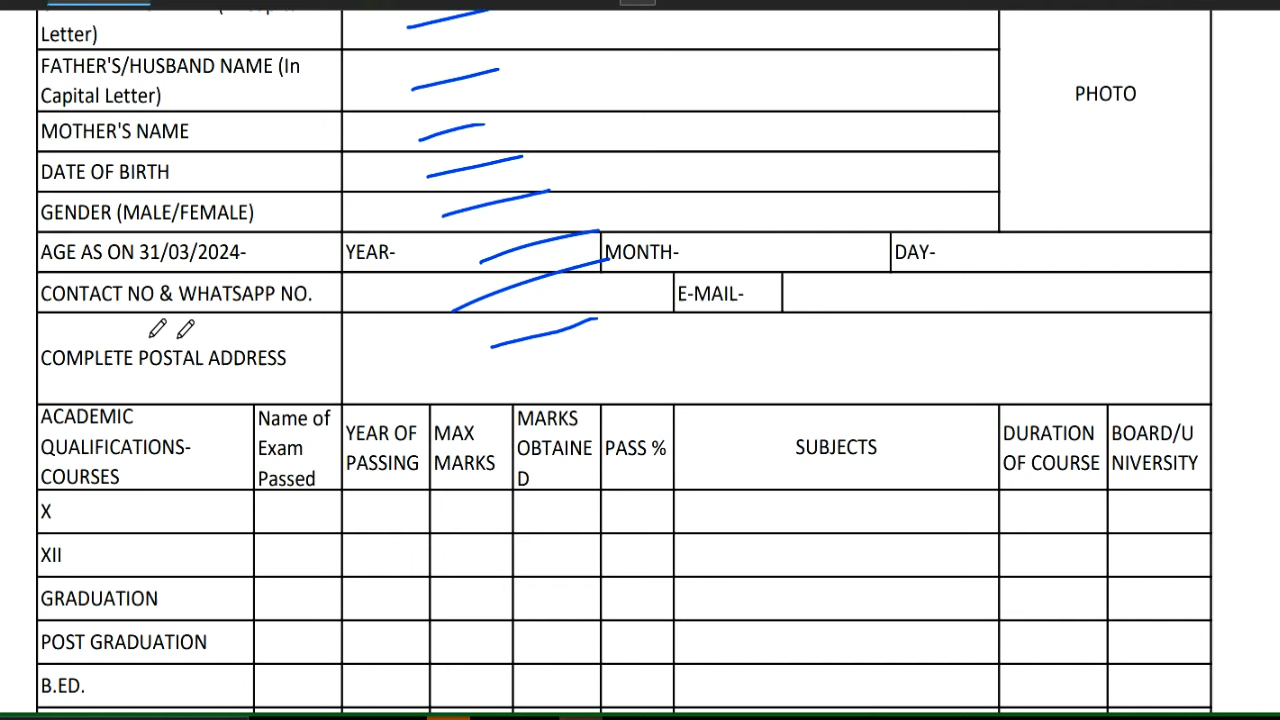 Letter)
FATHER'S/HUSBAND NAME (In
Capital Letter)
PHOTO
MOTHER'S NAME
DATE OF BIRTH
GENDER (MALE/FEMALE)
AGE AS ON 31/03/2024- YEAR- MONTH- DAY-
CONTACT NO & WHATSAPP NO. E-MAIL-
COMPLETE POSTAL ADDRESS
ACADEMIC
QUALIFICATIONS-
COURSES
Name of
Exam
Passed
YEAR OF
PASSING
MAX
MARKS
MARKS
OBTAINE
D
PASS %
SUBJECTS
DURATION
OF COURSE
BOARD/U
NIVERSITY
X
XII
GRADUATION
POST GRADUATION
B.ED.